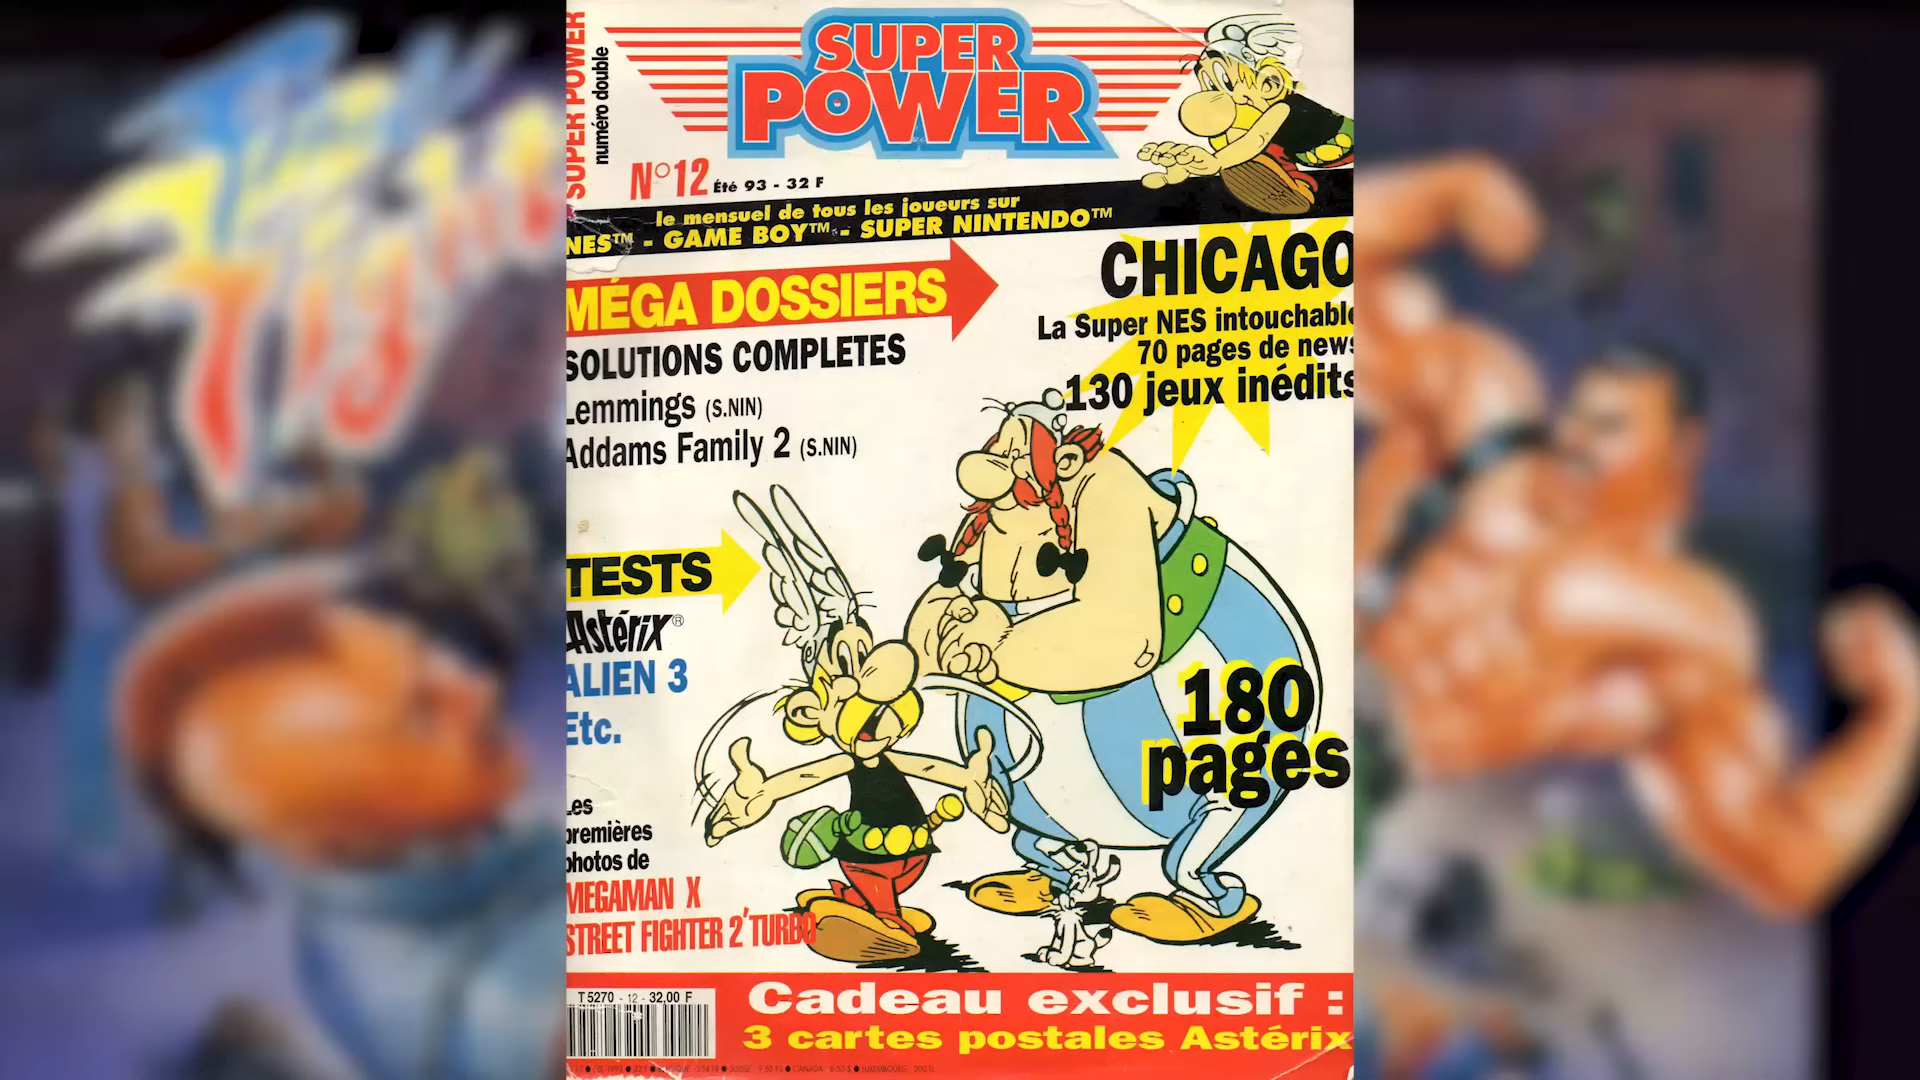 SUPER POWER
numéro double
SUPER
POWER
N°12 Été 93 - 32 F
le mensuel de tous les joueurs sur
NES™ - GAME BOY™ - SUPER NINTENDO™
MÉGA DOSSIERS
SOLUTIONS COMPLETES
Lemmings (S.NIN)
Addams Family 2 (S.NIN)
CHICAGO
La Super NES intouchable
70 pages de news
130 jeux inédits
TESTS
Astérix®
ALIEN 3
Etc.
180
pages
Les
premières
photos de
MEGAMAN X
STREET FIGHTER 2'TURBO
T 5270 - 12 - 32,00 F
Cadeau exclusif :
3 cartes postales Astérix